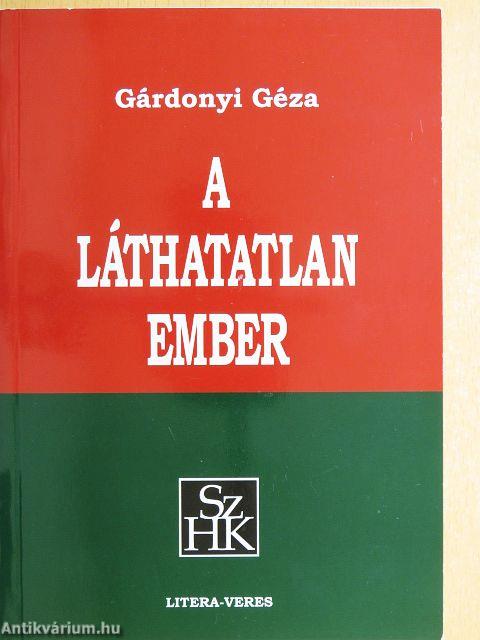 Gárdonyi Géza
A
LÁTHATATLAN
EMBER
Sz
HK
LITERA-VERES
Antikvárium.hu